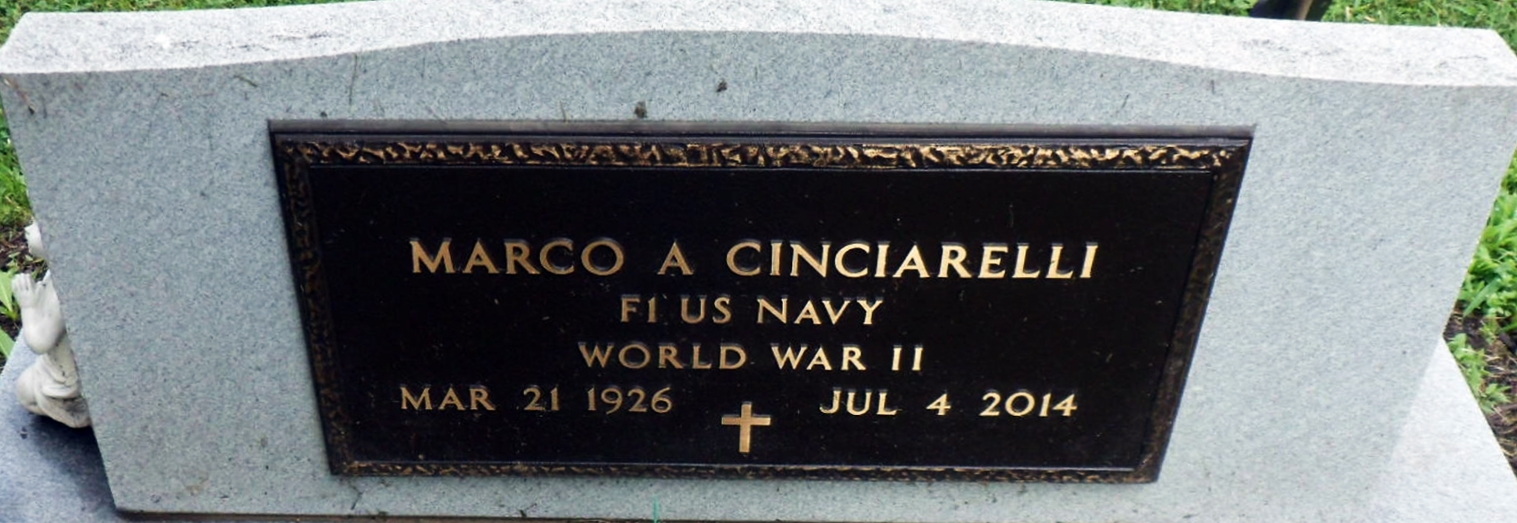 MARCO A CINCIARELLI
F1 US NAVY
WORLD WAR II
MAR 21 1926 JUL 4 2014